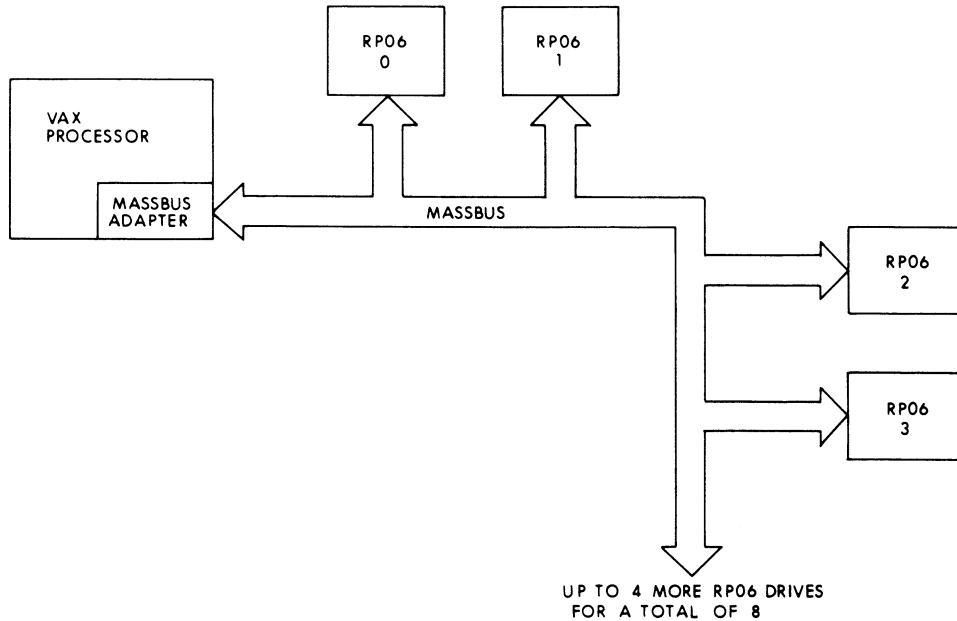 RP06
0
RP06
1
VAX
PROCESSOR
MASSBUS
ADAPTER
MASSBUS
RP06
2
RP06
3
UP TO 4 MORE RP06 DRIVES
FOR A TOTAL OF 8